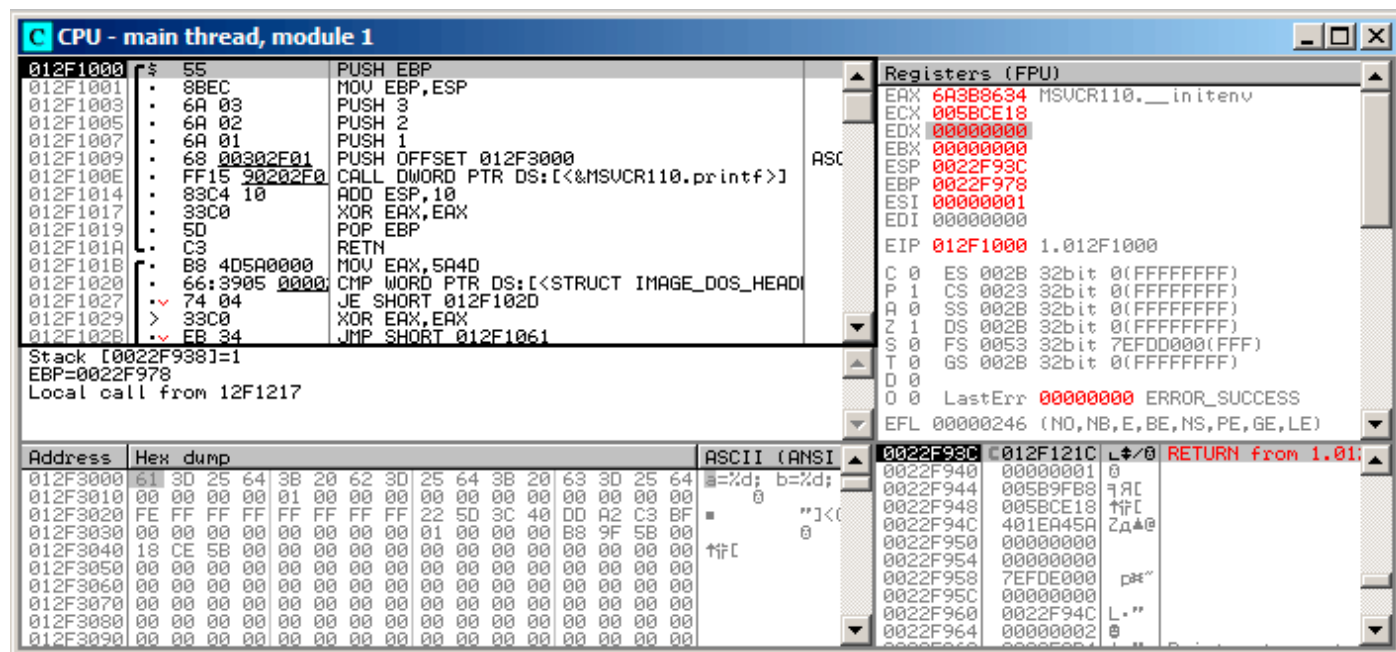 C CPU - main thread, module 1
012F1000 $ 55 PUSH EBP
012F1001 . 8BEC MOV EBP,ESP
012F1003 . 6A 03 PUSH 3
012F1005 . 6A 02 PUSH 2
012F1007 . 6A 01 PUSH 1
012F1009 . 68 00302F01 PUSH OFFSET 012F3000 ASC
012F100E . FF15 90202F0 CALL DWORD PTR DS:[<&MSVCR110.printf>]
012F1014 . 83C4 10 ADD ESP,10
012F1017 . 33C0 XOR EAX,EAX
012F1019 . 5D POP EBP
012F101A . C3 RETN
012F101B . B8 4D5A0000 MOV EAX,5A4D
012F1020 . 66:3905 0000 CMP WORD PTR DS:[<STRUCT IMAGE_DOS_HEAD
012F1027 . 74 04 JE SHORT 012F102D
012F1029 > 33C0 XOR EAX,EAX
012F102B . EB 34 JMP SHORT 012F1061
Registers (FPU)
EAX 6A3B8634 MSVCR110.__initenv
ECX 005BCE18
EDX 00000000
EBX 00000000
ESP 0022F93C
EBP 0022F978
ESI 00000001
EDI 00000000
EIP 012F1000 1.012F1000
C 0 ES 002B 32bit 0(FFFFFFFF)
P 1 CS 0023 32bit 0(FFFFFFFF)
A 0 SS 002B 32bit 0(FFFFFFFF)
Z 1 DS 002B 32bit 0(FFFFFFFF)
S 0 FS 0053 32bit 7EFDD000(FFF)
T 0 GS 002B 32bit 0(FFFFFFFF)
D 0
O 0 LastErr 00000000 ERROR_SUCCESS
EFL 00000246 (NO,NB,E,BE,NS,PE,GE,LE)
Stack [0022F938]=1
EBP=0022F978
Local call from 12F1217
Address Hex dump ASCII (ANSI
012F3000 61 3D 25 64 3B 20 62 3D 25 64 3B 20 63 3D 25 64 a=%d; b=%d;
012F3010 00 00 00 00 01 00 00 00 00 00 00 00 00 00 00 00
012F3020 FE FF FF FF FF FF FF FF 22 5D 3C 40 DD A2 C3 BF "]<
012F3030 00 00 00 00 00 00 00 00 01 00 00 00 B8 9F 5B 00
012F3040 18 CE 5B 00 00 00 00 00 00 00 00 00 00 00 00 00
012F3050 00 00 00 00 00 00 00 00 00 00 00 00 00 00 00 00
012F3060 00 00 00 00 00 00 00 00 00 00 00 00 00 00 00 00
012F3070 00 00 00 00 00 00 00 00 00 00 00 00 00 00 00 00
012F3080 00 00 00 00 00 00 00 00 00 00 00 00 00 00 00 00
012F3090 00 00 00 00 00 00 00 00 00 00 00 00 00 00 00 00
0022F93C 012F121C RETURN from 1.01
0022F940 00000001
0022F944 005B9FB8
0022F948 005BCE18
0022F94C 401EA45A
0022F950 00000000
0022F954 00000000
0022F958 7EFDE000
0022F95C 00000000
0022F960 0022F94C
0022F964 00000002